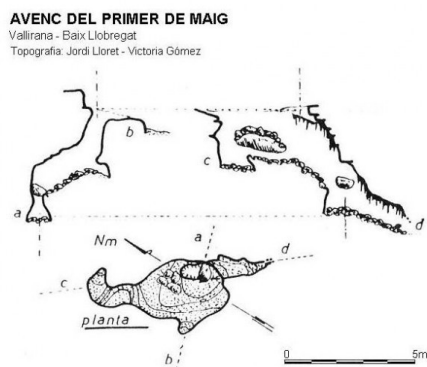 AVENC DEL PRIMER DE MAIG
Vallirana - Baix Llobregat
Topografia: Jordi Lloret - Victoria Gómez
b
c
a
d
Nm
a
d
c
planta
b
0 5m